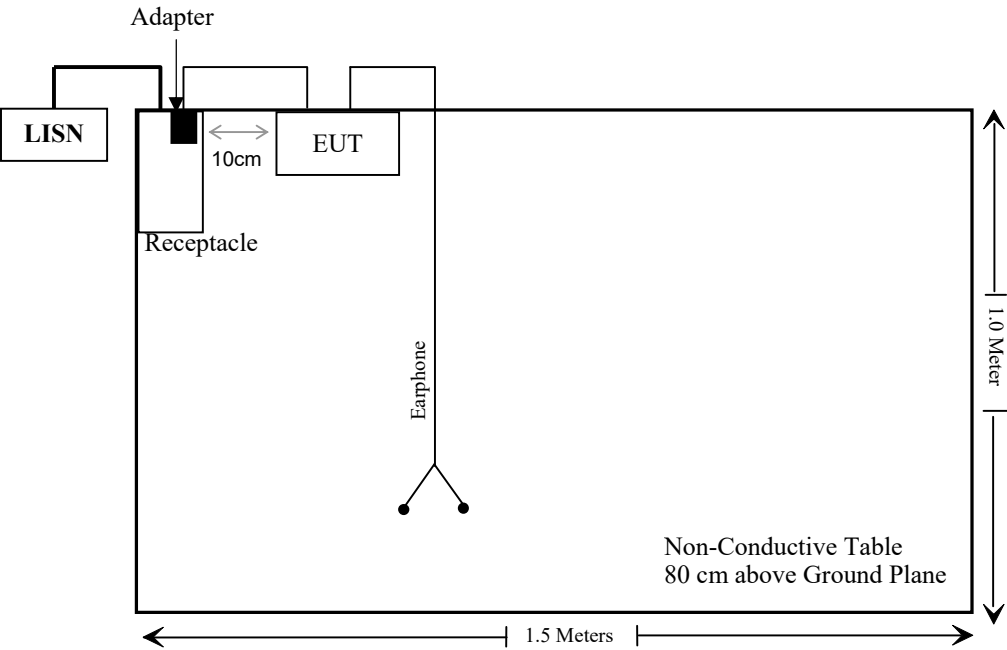 Adapter
LISN
EUT
10cm
Receptacle
1.0 Meter
Earphone
Non-Conductive Table
80 cm above Ground Plane
1.5 Meters